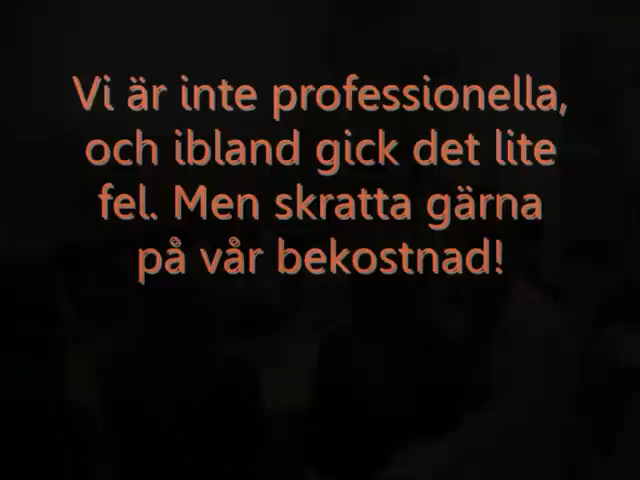 Vi är inte professionella,
och ibland gick det lite
fel. Men skratta gärna
på vår bekostnad!